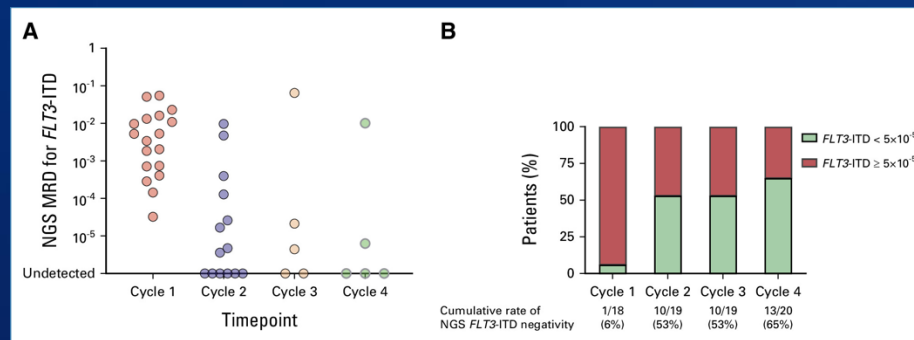 A
NGS MRD for FLT3-ITD
1
10-1
10-2
10-3
10-4
10-5
Undetected
Cycle 1 Cycle 2 Cycle 3 Cycle 4
Timepoint
B
Patients (%)
100
75
50
25
0
FLT3-ITD < 5×10-5
FLT3-ITD ≥ 5×10-5
Cycle 1 Cycle 2 Cycle 3 Cycle 4
Cumulative rate of 1/18 10/19 10/19 13/20
NGS FLT3-ITD negativity (6%) (53%) (53%) (65%)